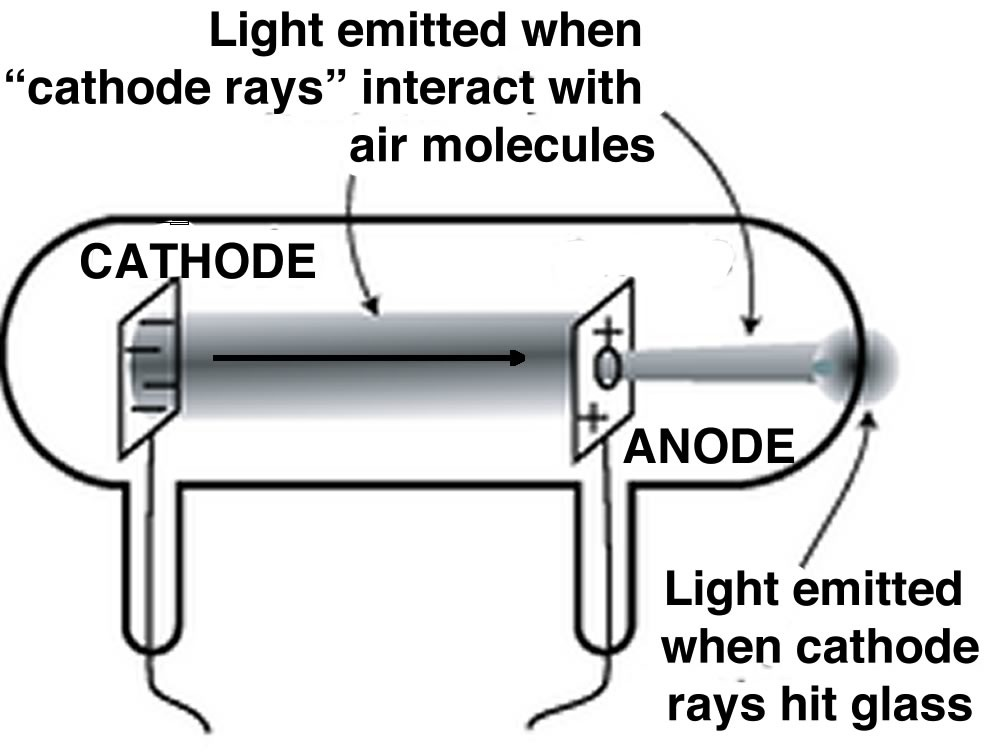 Light emitted when
“cathode rays” interact with
air molecules
CATHODE
ANODE
Light emitted
when cathode
rays hit glass